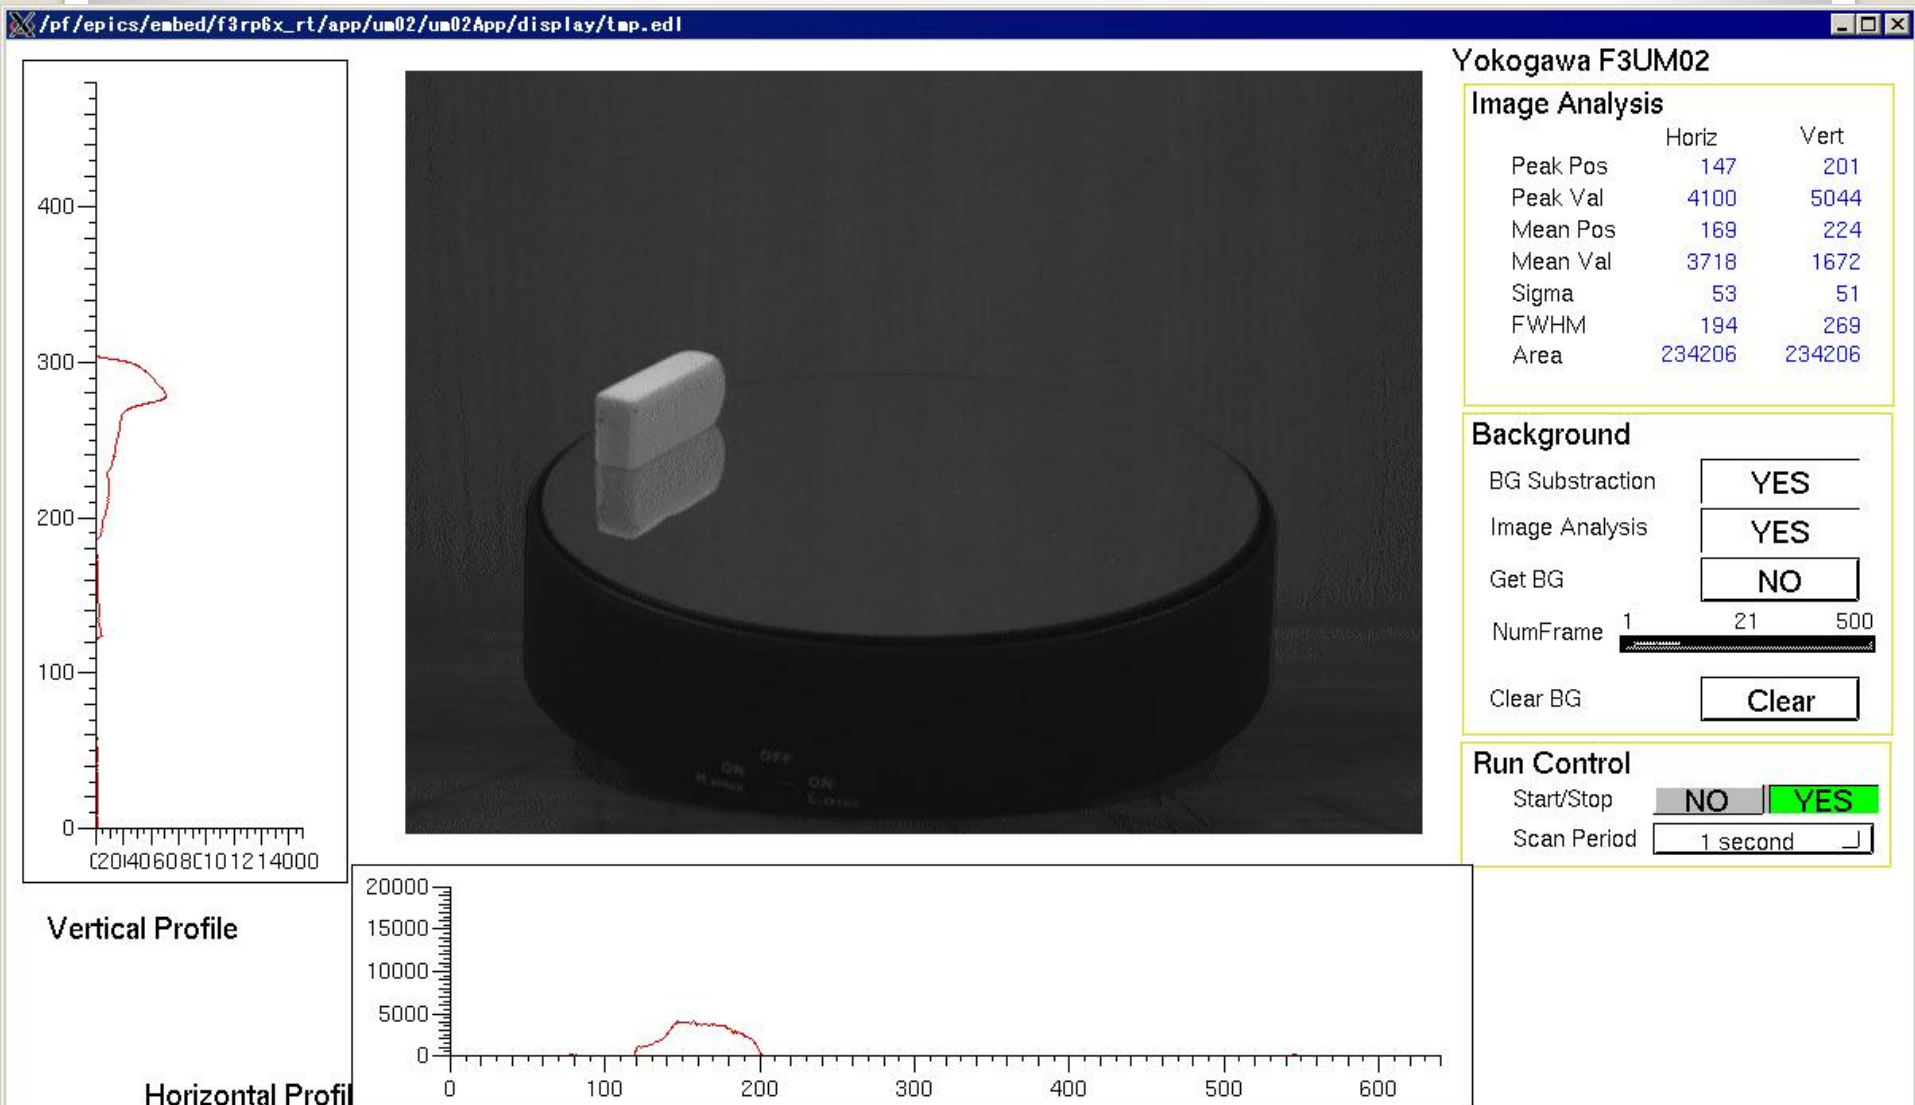 /pf/epics/embed/f3rp6x_rt/app/um02/um02App/display/tmp.edl
Yokogawa F3UM02
Image Analysis
Horiz Vert
Peak Pos 147 201
Peak Val 4100 5044
Mean Pos 169 224
Mean Val 3718 1672
Sigma 53 51
FWHM 194 269
Area 234206 234206
Background
BG Substraction YES
Image Analysis YES
Get BG NO
NumFrame 1 21 500
Clear BG Clear
Run Control
Start/Stop NO YES
Scan Period 1 second
400
300
200
100
0
Vertical Profile
OFF
ON
ON
20000
15000
10000
5000
0
0 100 200 300 400 500 600
Horizontal Profil